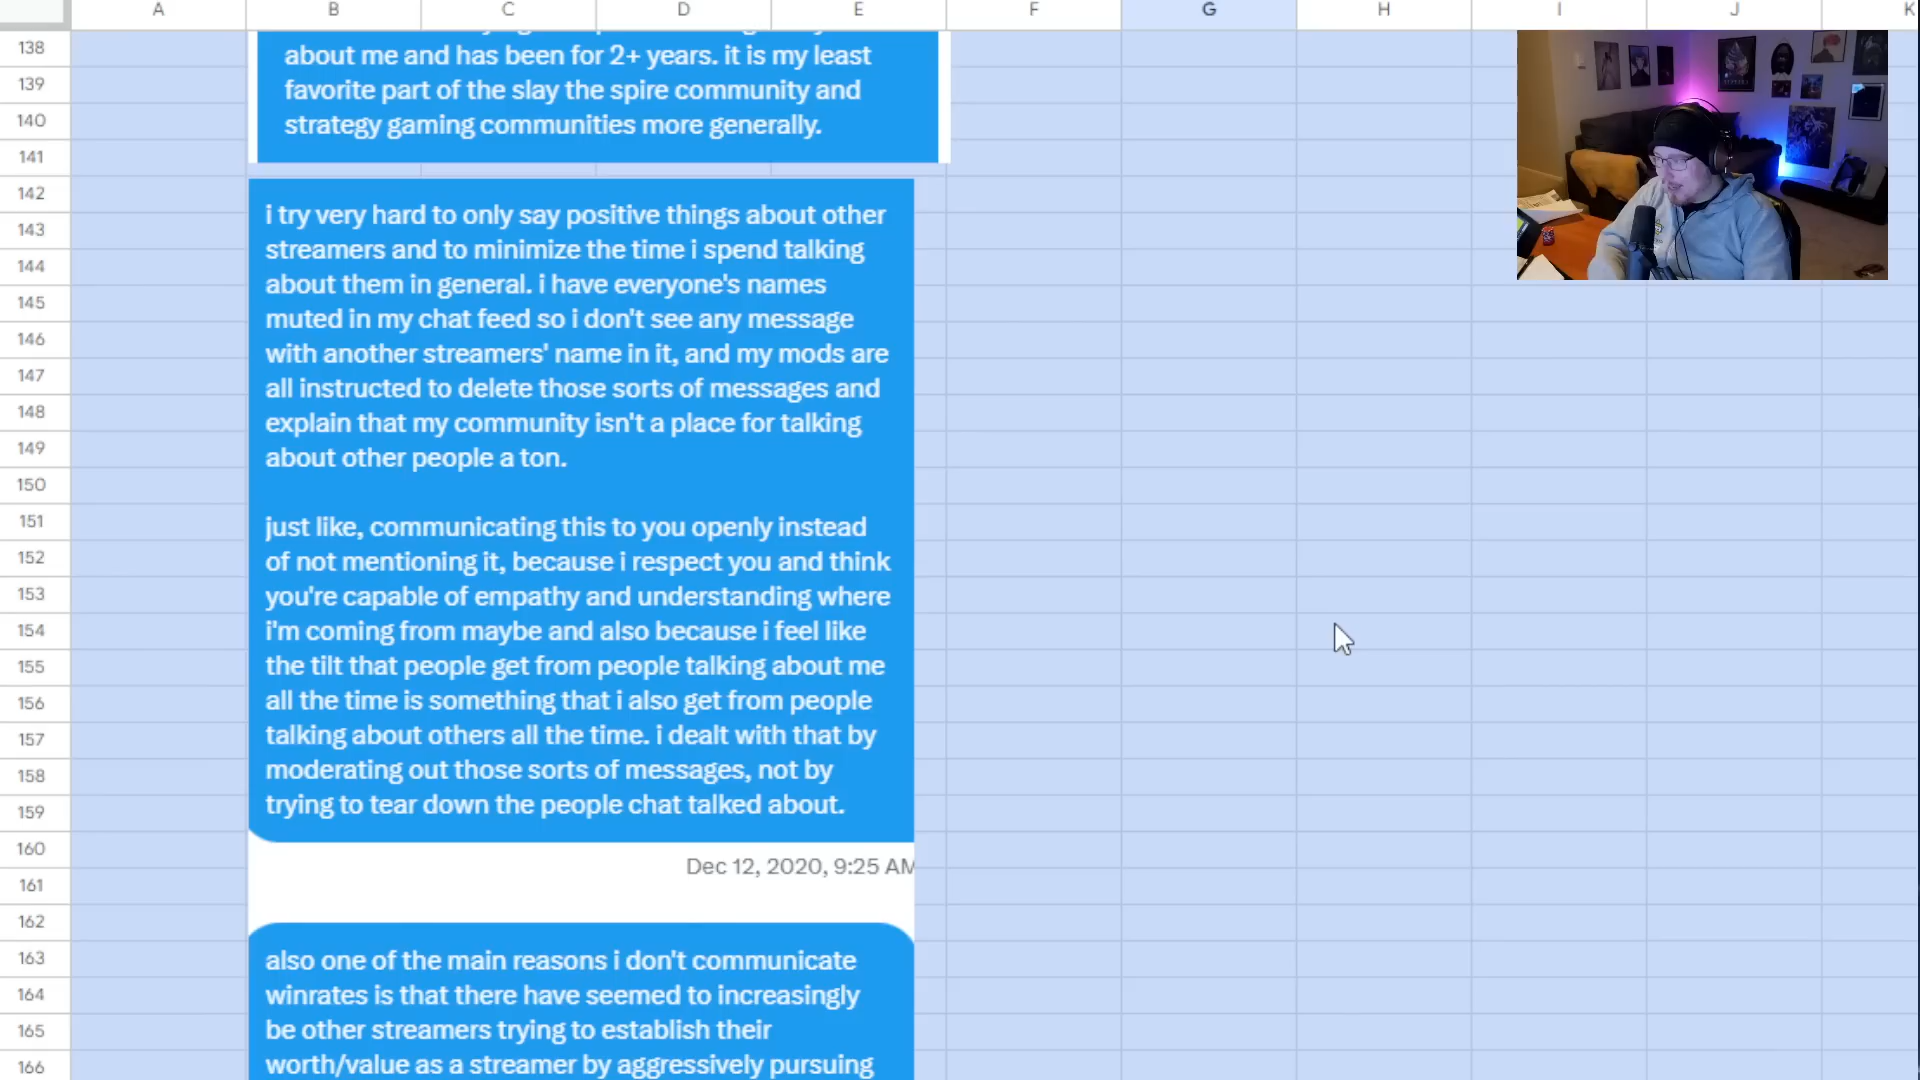 A B C D E F G H I J K
138
about me and has been for 2+ years. it is my least
139
favorite part of the slay the spire community and
140
strategy gaming communities more generally.
141
142
i try very hard to only say positive things about other
143
streamers and to minimize the time i spend talking
144
about them in general. i have everyone's names
145
muted in my chat feed so i don't see any message
146
with another streamers' name in it, and my mods are
147
all instructed to delete those sorts of messages and
148
explain that my community isn't a place for talking
149
about other people a ton.
150
151
just like, communicating this to you openly instead
152
of not mentioning it, because i respect you and think
153
you're capable of empathy and understanding where
154
i'm coming from maybe and also because i feel like
155
the tilt that people get from people talking about me
156
all the time is something that i also get from people
157
talking about others all the time. i dealt with that by
158
moderating out those sorts of messages, not by
159
trying to tear down the people chat talked about.
160
Dec 12, 2020, 9:25 AM
161
162
163
also one of the main reasons i don't communicate
164
winrates is that there have seemed to increasingly
165
be other streamers trying to establish their
166
worth/value as a streamer by aggressively pursuing